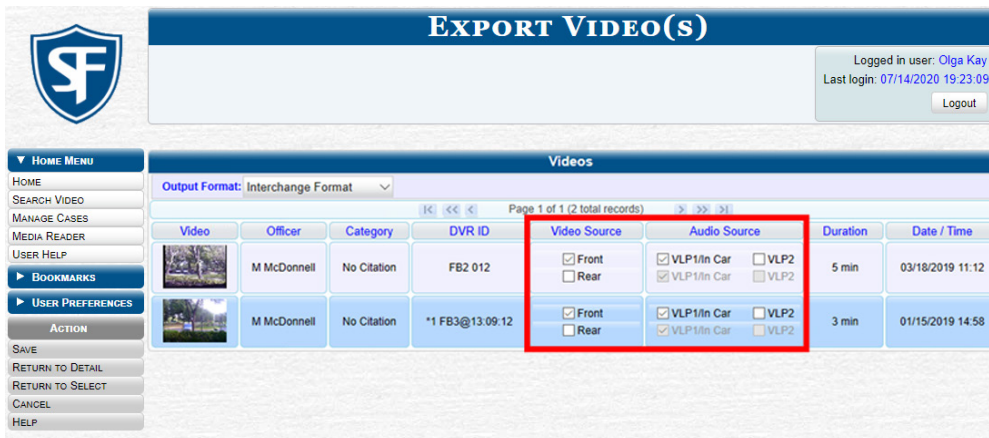 EXPORT VIDEO(S)
SF
Logged in user: Olga Kay
Last login: 07/14/2020 19:23:09
Logout
▼ HOME MENU
HOME
SEARCH VIDEO
MANAGE CASES
MEDIA READER
USER HELP
► BOOKMARKS
► USER PREFERENCES
ACTION
SAVE
RETURN TO DETAIL
RETURN TO SELECT
CANCEL
HELP
Videos
Output Format: Interchange Format
|< << < Page 1 of 1 (2 total records) > >> >|
Video Officer Category DVR ID Video Source Audio Source Duration Date / Time
M McDonnell No Citation FB2 012 Front VLP1/In Car VLP2 5 min 03/18/2019 11:12
Rear VLP1/In Car VLP2
M McDonnell No Citation *1 FB3@13:09:12 Front VLP1/In Car VLP2 3 min 01/15/2019 14:58
Rear VLP1/In Car VLP2